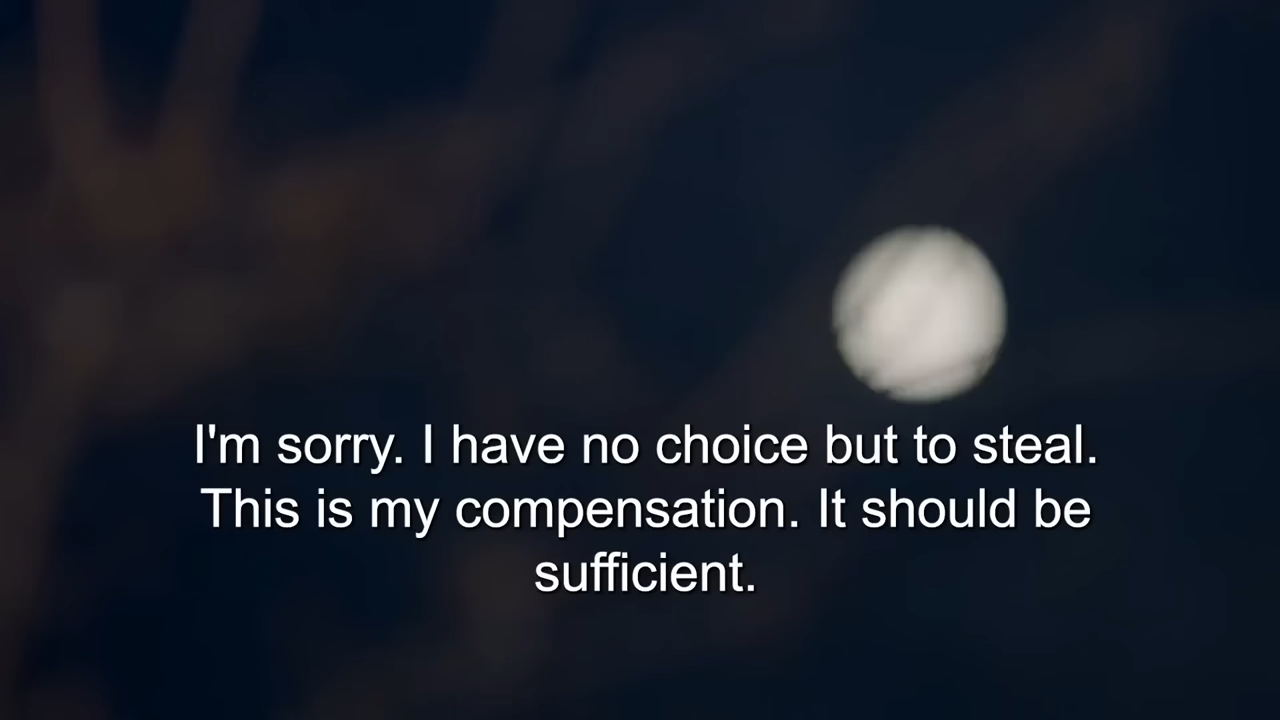 I'm sorry. I have no choice but to steal.
This is my compensation. It should be
sufficient.